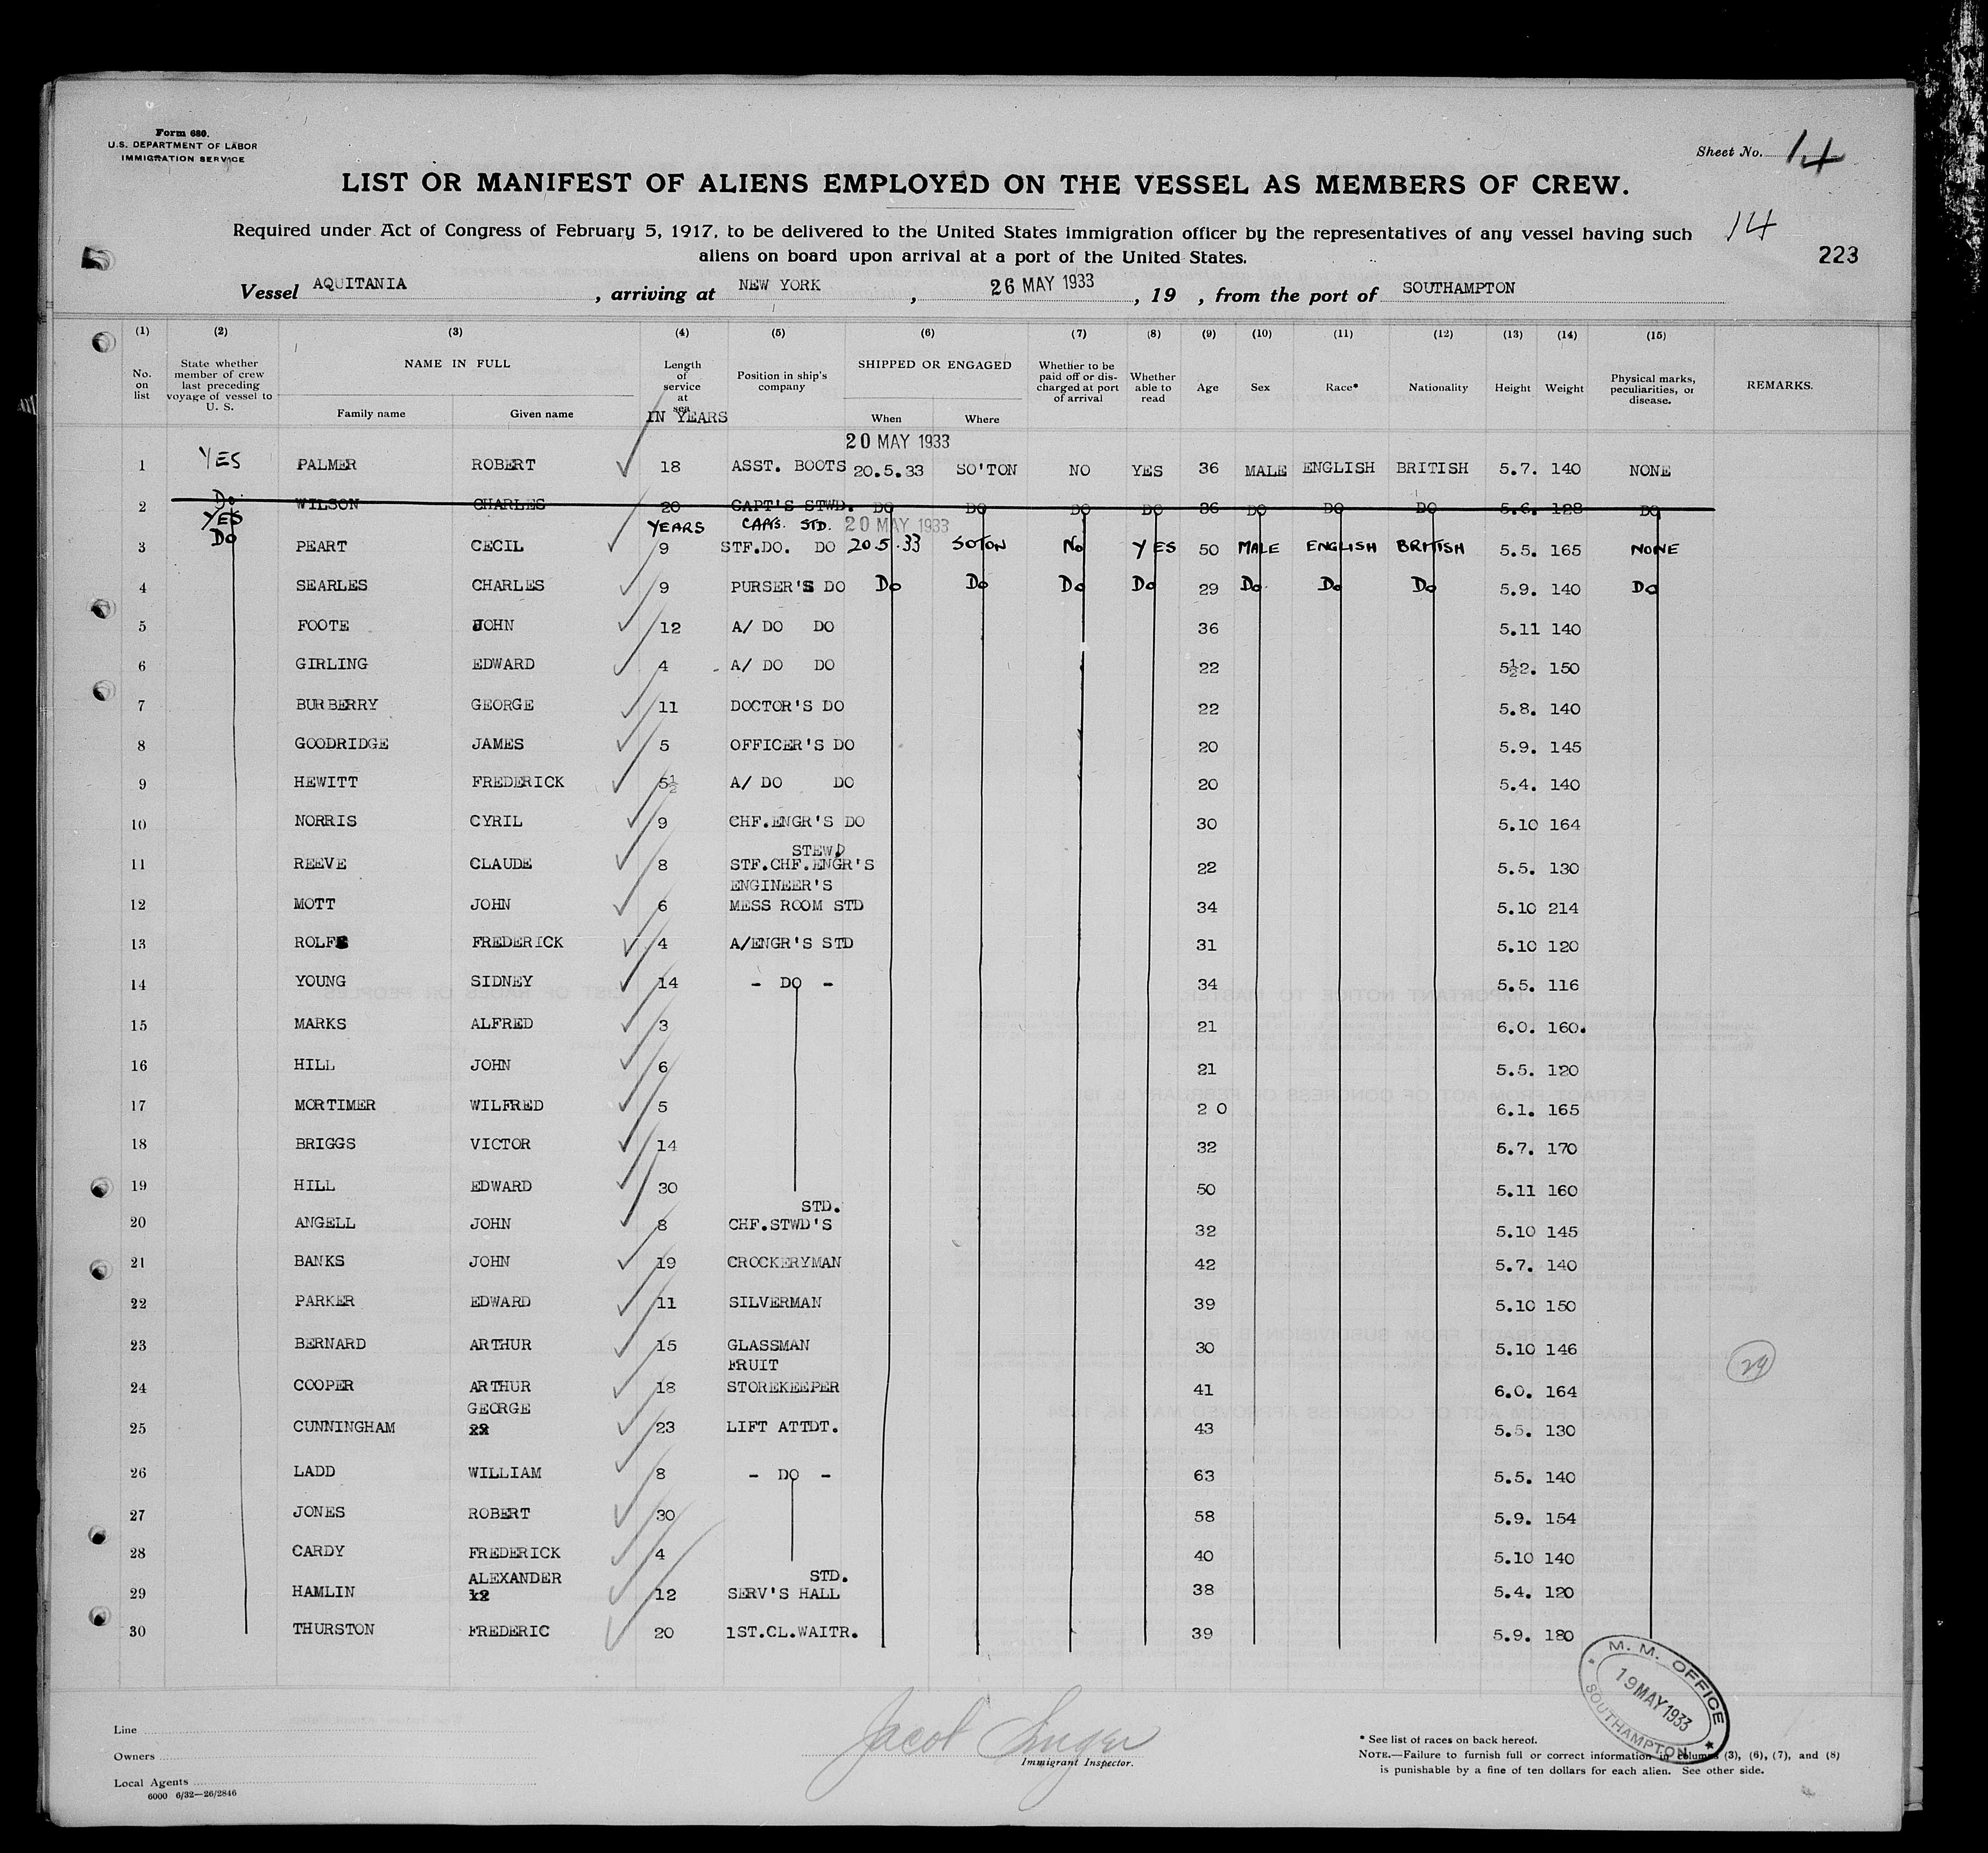 Form 680.
U.S. DEPARTMENT OF LABOR
IMMIGRATION SERVICE
Sheet No. 14
LIST OR MANIFEST OF ALIENS EMPLOYED ON THE VESSEL AS MEMBERS OF CREW.
Required under Act of Congress of February 5, 1917, to be delivered to the United States immigration officer by the representatives of any vessel having such
aliens on board upon arrival at a port of the United States.
14
223
Vessel AQUITANIA , arriving at NEW YORK , 26 MAY 1933 , 19 , from the port of SOUTHAMPTON
(1) (2) (3) (4) (5) (6) (7) (8) (9) (10) (11) (12) (13) (14) (15)
No. on list
State whether member of crew last preceding voyage of vessel to U. S.
NAME IN FULL
Family name Given name
Length of service at sea
IN YEARS
Position in ship's company
SHIPPED OR ENGAGED
When Where
Whether to be paid off or discharged at port of arrival
Whether able to read
Age Sex Race* Nationality Height Weight
Physical marks, peculiarities, or disease.
REMARKS.
20 MAY 1933
1 YES PALMER ROBERT 18 ASST. BOOTS 20.5.33 SO'TON NO YES 36 MALE ENGLISH BRITISH 5.7. 140 NONE
2 Do. WILSON CHARLES 20 CAPT'S STWD. DO DO DO DO 36 DO DO DO 5.6. 128 DO
YES YEARS CAPT'S. STD. 20 MAY 1933
3 Do PEART CECIL 9 STF.DO. DO 20.5.33 SOTON No YES 50 MALE ENGLISH BRITISH 5.5. 165 NONE
4 SEARLES CHARLES 9 PURSER'S DO Do Do Do Do 29 Do Do Do 5.9. 140 Do
5 FOOTE JOHN 12 A/ DO DO 36 5.11 140
6 GIRLING EDWARD 4 A/ DO DO 22 5½2. 150
7 BURBERRY GEORGE 11 DOCTOR'S DO 22 5.8. 140
8 GOODRIDGE JAMES 5 OFFICER'S DO 20 5.9. 145
9 HEWITT FREDERICK 5½ A/ DO DO 20 5.4. 140
10 NORRIS CYRIL 9 CHF.ENGR'S DO 30 5.10 164
STEWD
11 REEVE CLAUDE 8 STF.CHF.ENGR'S 22 5.5. 130
ENGINEER'S
12 MOTT JOHN 6 MESS ROOM STD 34 5.10 214
13 ROLFE FREDERICK 4 A/ENGR'S STD 31 5.10 120
14 YOUNG SIDNEY 14 - DO - 34 5.5. 116
15 MARKS ALFRED 3 21 6.0. 160.
16 HILL JOHN 6 21 5.5. 120
17 MORTIMER WILFRED 5 2 0 6.1. 165
18 BRIGGS VICTOR 14 32 5.7. 170
19 HILL EDWARD 30 50 5.11 160
STD.
20 ANGELL JOHN 8 CHF.STWD'S 32 5.10 145
21 BANKS JOHN 19 CROCKERYMAN 42 5.7. 140
22 PARKER EDWARD 11 SILVERMAN 39 5.10 150
23 BERNARD ARTHUR 15 GLASSMAN 30 5.10 146
FRUIT
24 COOPER ARTHUR 18 STOREKEEPER 41 6.0. 164
29
GEORGE
25 CUNNINGHAM 23 LIFT ATTDT. 43 5.5. 130
26 LADD WILLIAM 8 - DO - 63 5.5. 140
27 JONES ROBERT 30 58 5.9. 154
28 CARDY FREDERICK 4 40 5.10 140
ALEXANDER STD.
29 HAMLIN 12 SERV'S HALL 38 5.4. 120
30 THURSTON FREDERIC 20 1ST.CL.WAITR. 39 5.9. 180
M. M. OFFICE
19 MAY 1933
SOUTHAMPTON
Line
Owners
Local Agents
6000 6/32—26/2846
Jacob
Immigrant Inspector.
* See list of races on back hereof.
NOTE.—Failure to furnish full or correct information in columns (3), (6), (7), and (8)
is punishable by a fine of ten dollars for each alien. See other side.